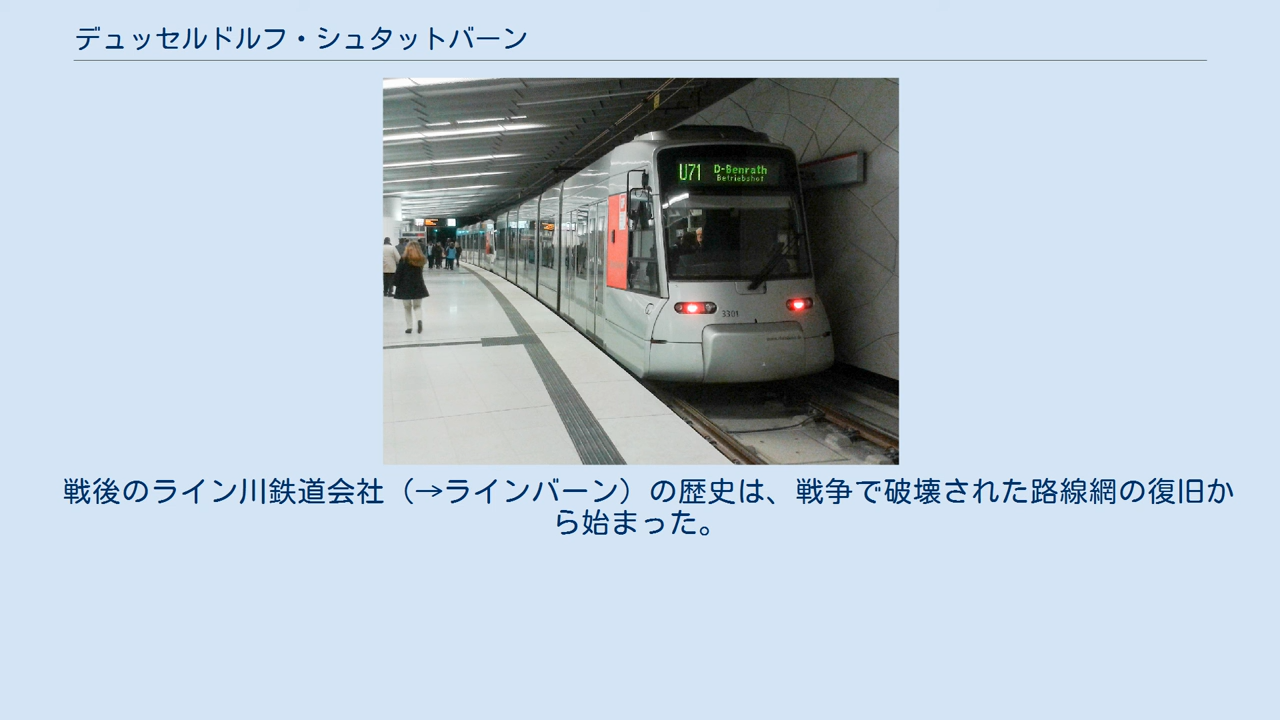 デュッセルドルフ・シュタットバーン
U71 D-Benrath
Betriebshof
3301
戦後のライン川鉄道会社（→ラインバーン）の歴史は、戦争で破壊された路線網の復旧か
ら始まった。